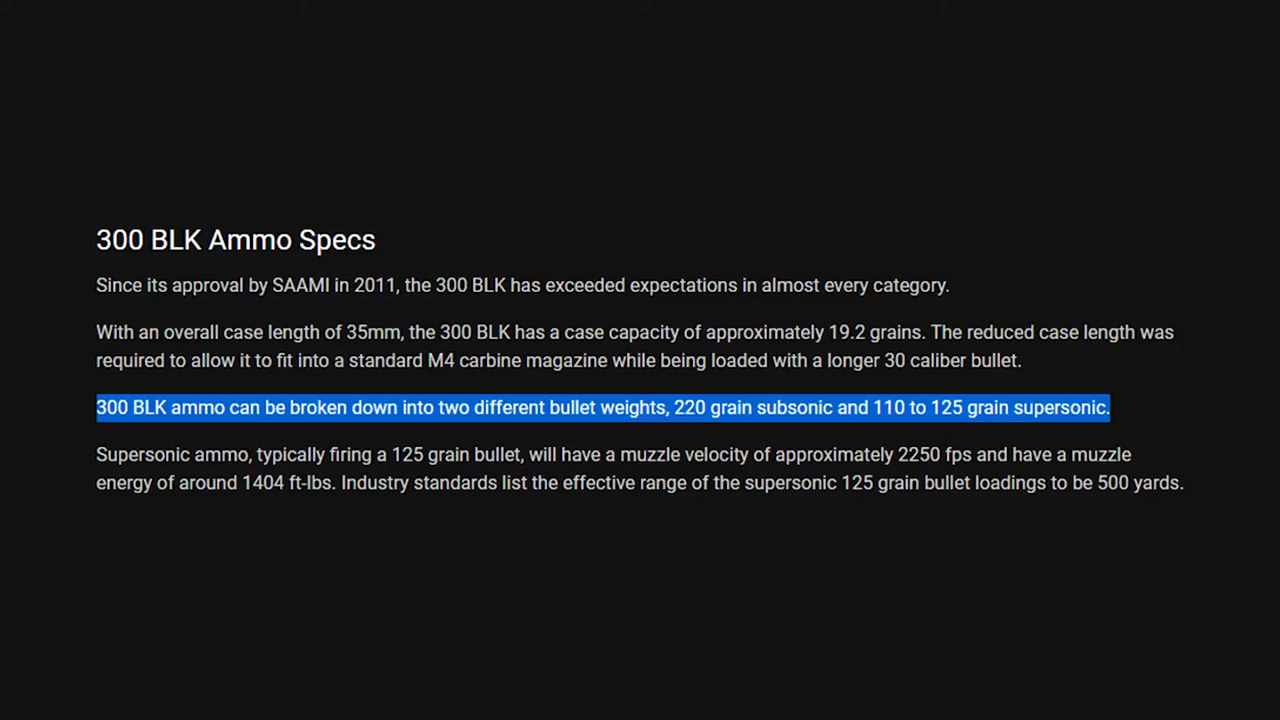 300 BLK Ammo Specs
Since its approval by SAAMI in 2011, the 300 BLK has exceeded expectations in almost every category.
With an overall case length of 35mm, the 300 BLK has a case capacity of approximately 19.2 grains. The reduced case length was
required to allow it to fit into a standard M4 carbine magazine while being loaded with a longer 30 caliber bullet.
300 BLK ammo can be broken down into two different bullet weights, 220 grain subsonic and 110 to 125 grain supersonic.
Supersonic ammo, typically firing a 125 grain bullet, will have a muzzle velocity of approximately 2250 fps and have a muzzle
energy of around 1404 ft-lbs. Industry standards list the effective range of the supersonic 125 grain bullet loadings to be 500 yards.